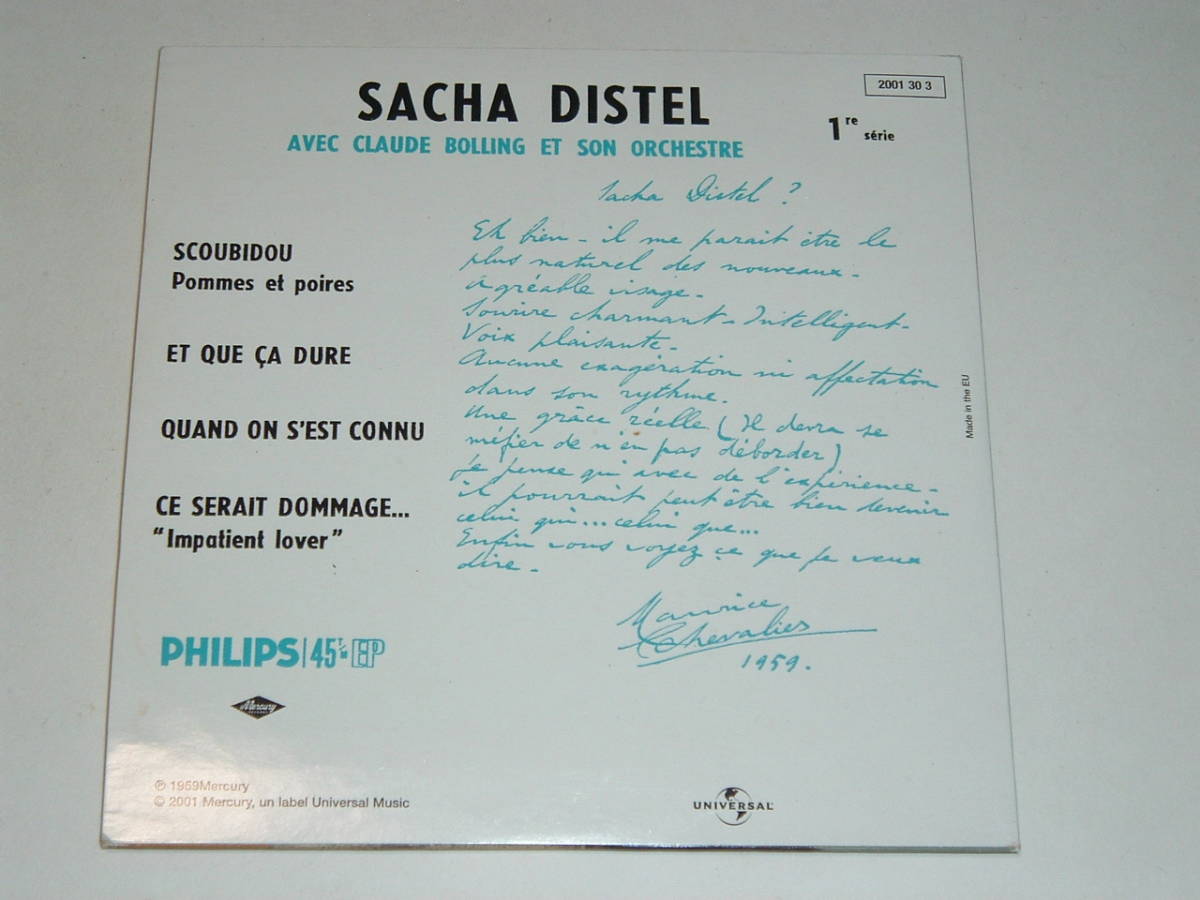 SACHA DISTEL
AVEC CLAUDE BOLLING ET SON ORCHESTRE
2001 30 3
1re série
SCOUBIDOU
Pommes et poires
ET QUE ÇA DURE
QUAND ON S'EST CONNU
CE SERAIT DOMMAGE...
"Impatient lover"
Sacha Distel ?
Eh bien - il me parait être le
plus naturel des nouveaux -
Agréable visage -
Sourire charmant - Intelligent -
Voix plaisante -
Aucune exagération ni affectation
dans son rythme.
Une grâce réelle (Il devra se
méfier de n'en pas déborder)
Je pense qu'avec de l'expérience -
il pourrait peut être bien devenir
celui qui... celui que...
Enfin vous voyez ce que je veux
dire -
Maurice
Chevalier
1959.
Made in the EU
PHILIPS 45 T/M EP
Mercury
℗ 1959Mercury
© 2001 Mercury, un label Universal Music
UNIVERSAL